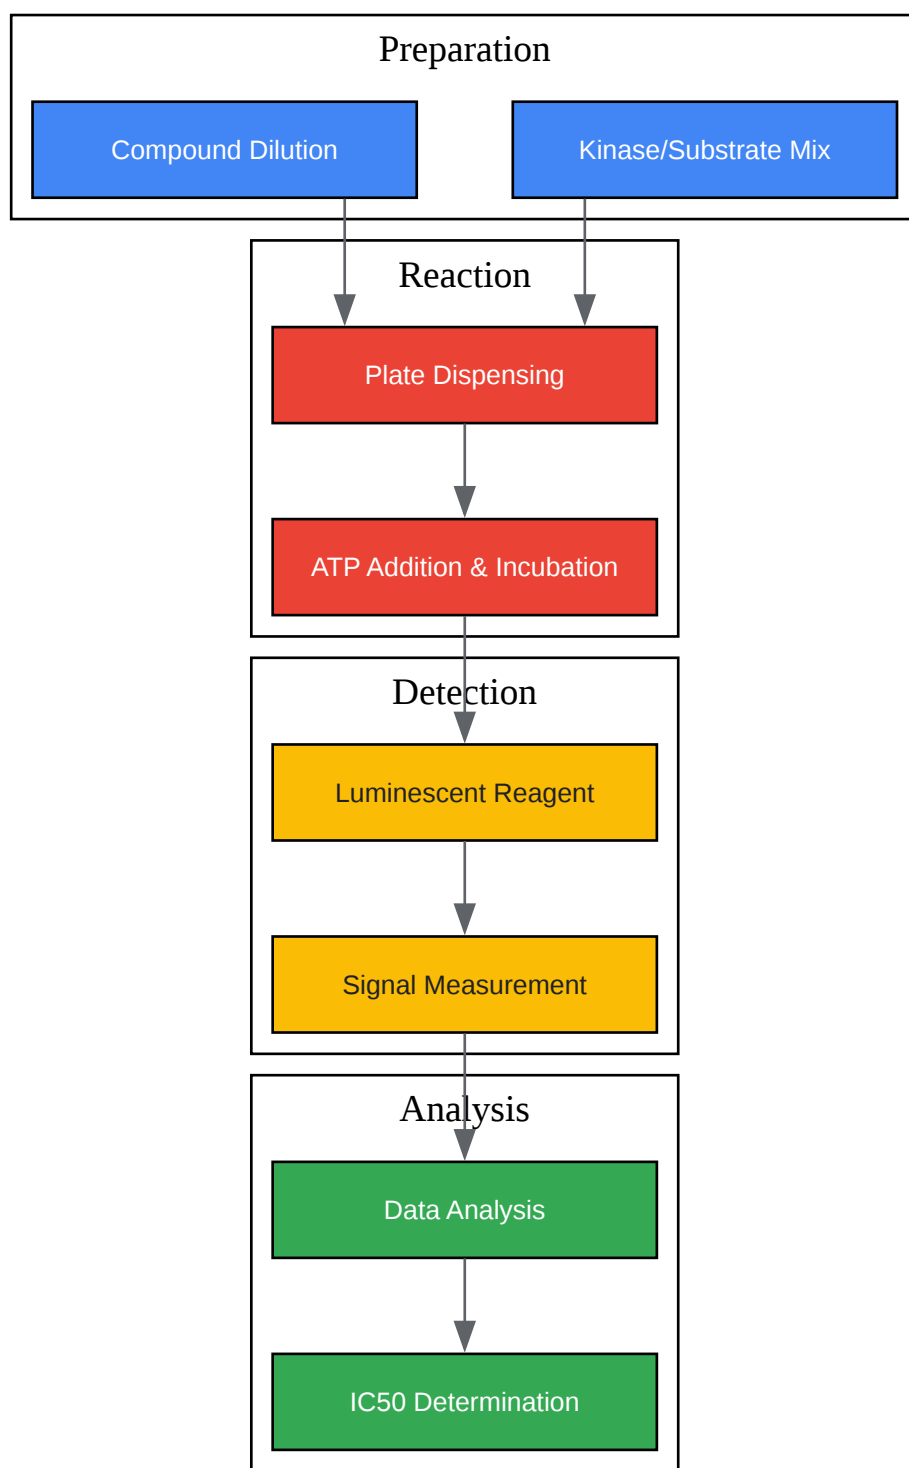 Preparation
Compound Dilution
Kinase/Substrate Mix
Reaction
Plate Dispensing
ATP Addition & Incubation
Detection
Luminescent Reagent
Signal Measurement
Analysis
Data Analysis
IC50 Determination